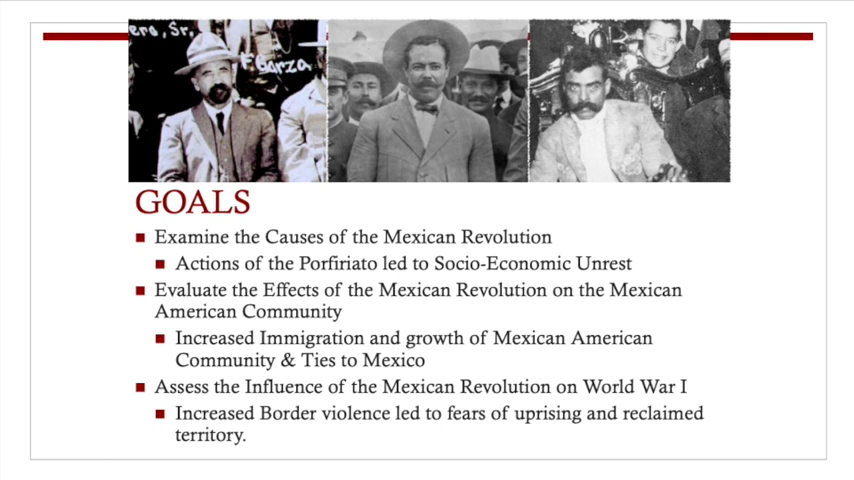 ero, Sr.,
F. Garza
GOALS
Examine the Causes of the Mexican Revolution
Actions of the Porfiriato led to Socio-Economic Unrest
Evaluate the Effects of the Mexican Revolution on the Mexican
American Community
Increased Immigration and growth of Mexican American
Community & Ties to Mexico
Assess the Influence of the Mexican Revolution on World War I
Increased Border violence led to fears of uprising and reclaimed
territory.